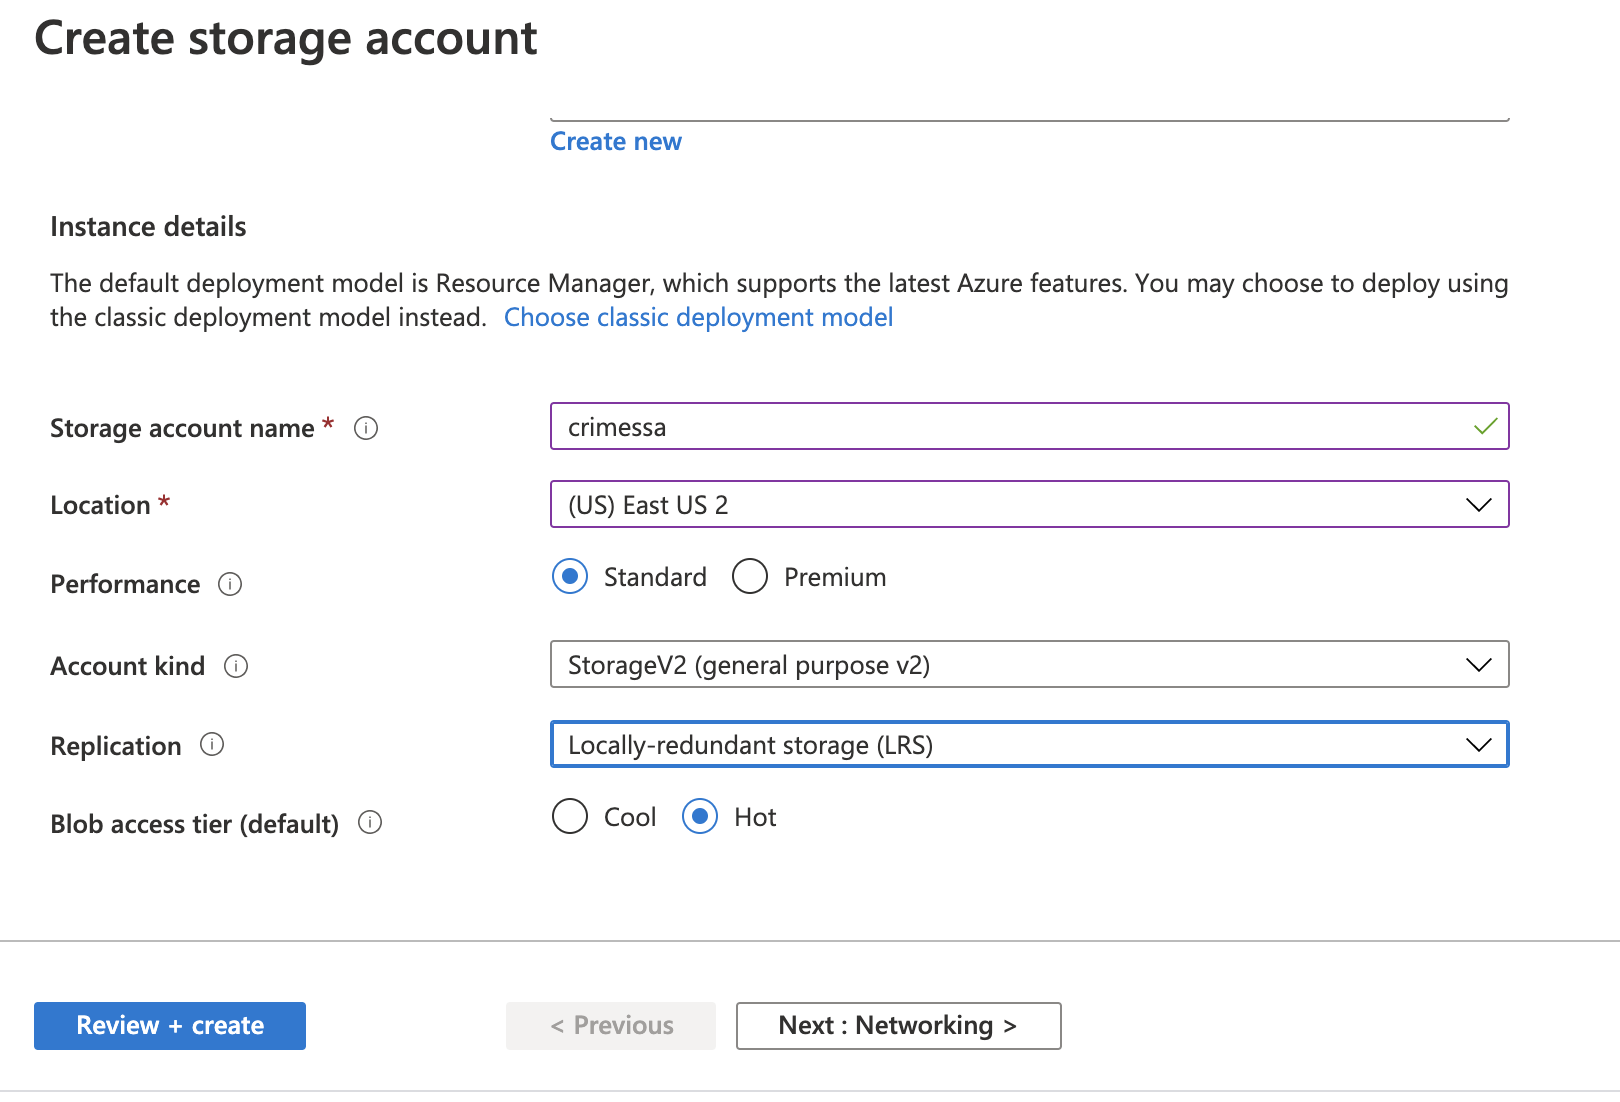 Create storage account
Create new
Instance details
The default deployment model is Resource Manager, which supports the latest Azure features. You may choose to deploy using
the classic deployment model instead. Choose classic deployment model
Storage account name * crimessa
Location * (US) East US 2
Performance Standard Premium
Account kind StorageV2 (general purpose v2)
Replication Locally-redundant storage (LRS)
Blob access tier (default) Cool Hot
Review + create < Previous Next : Networking >